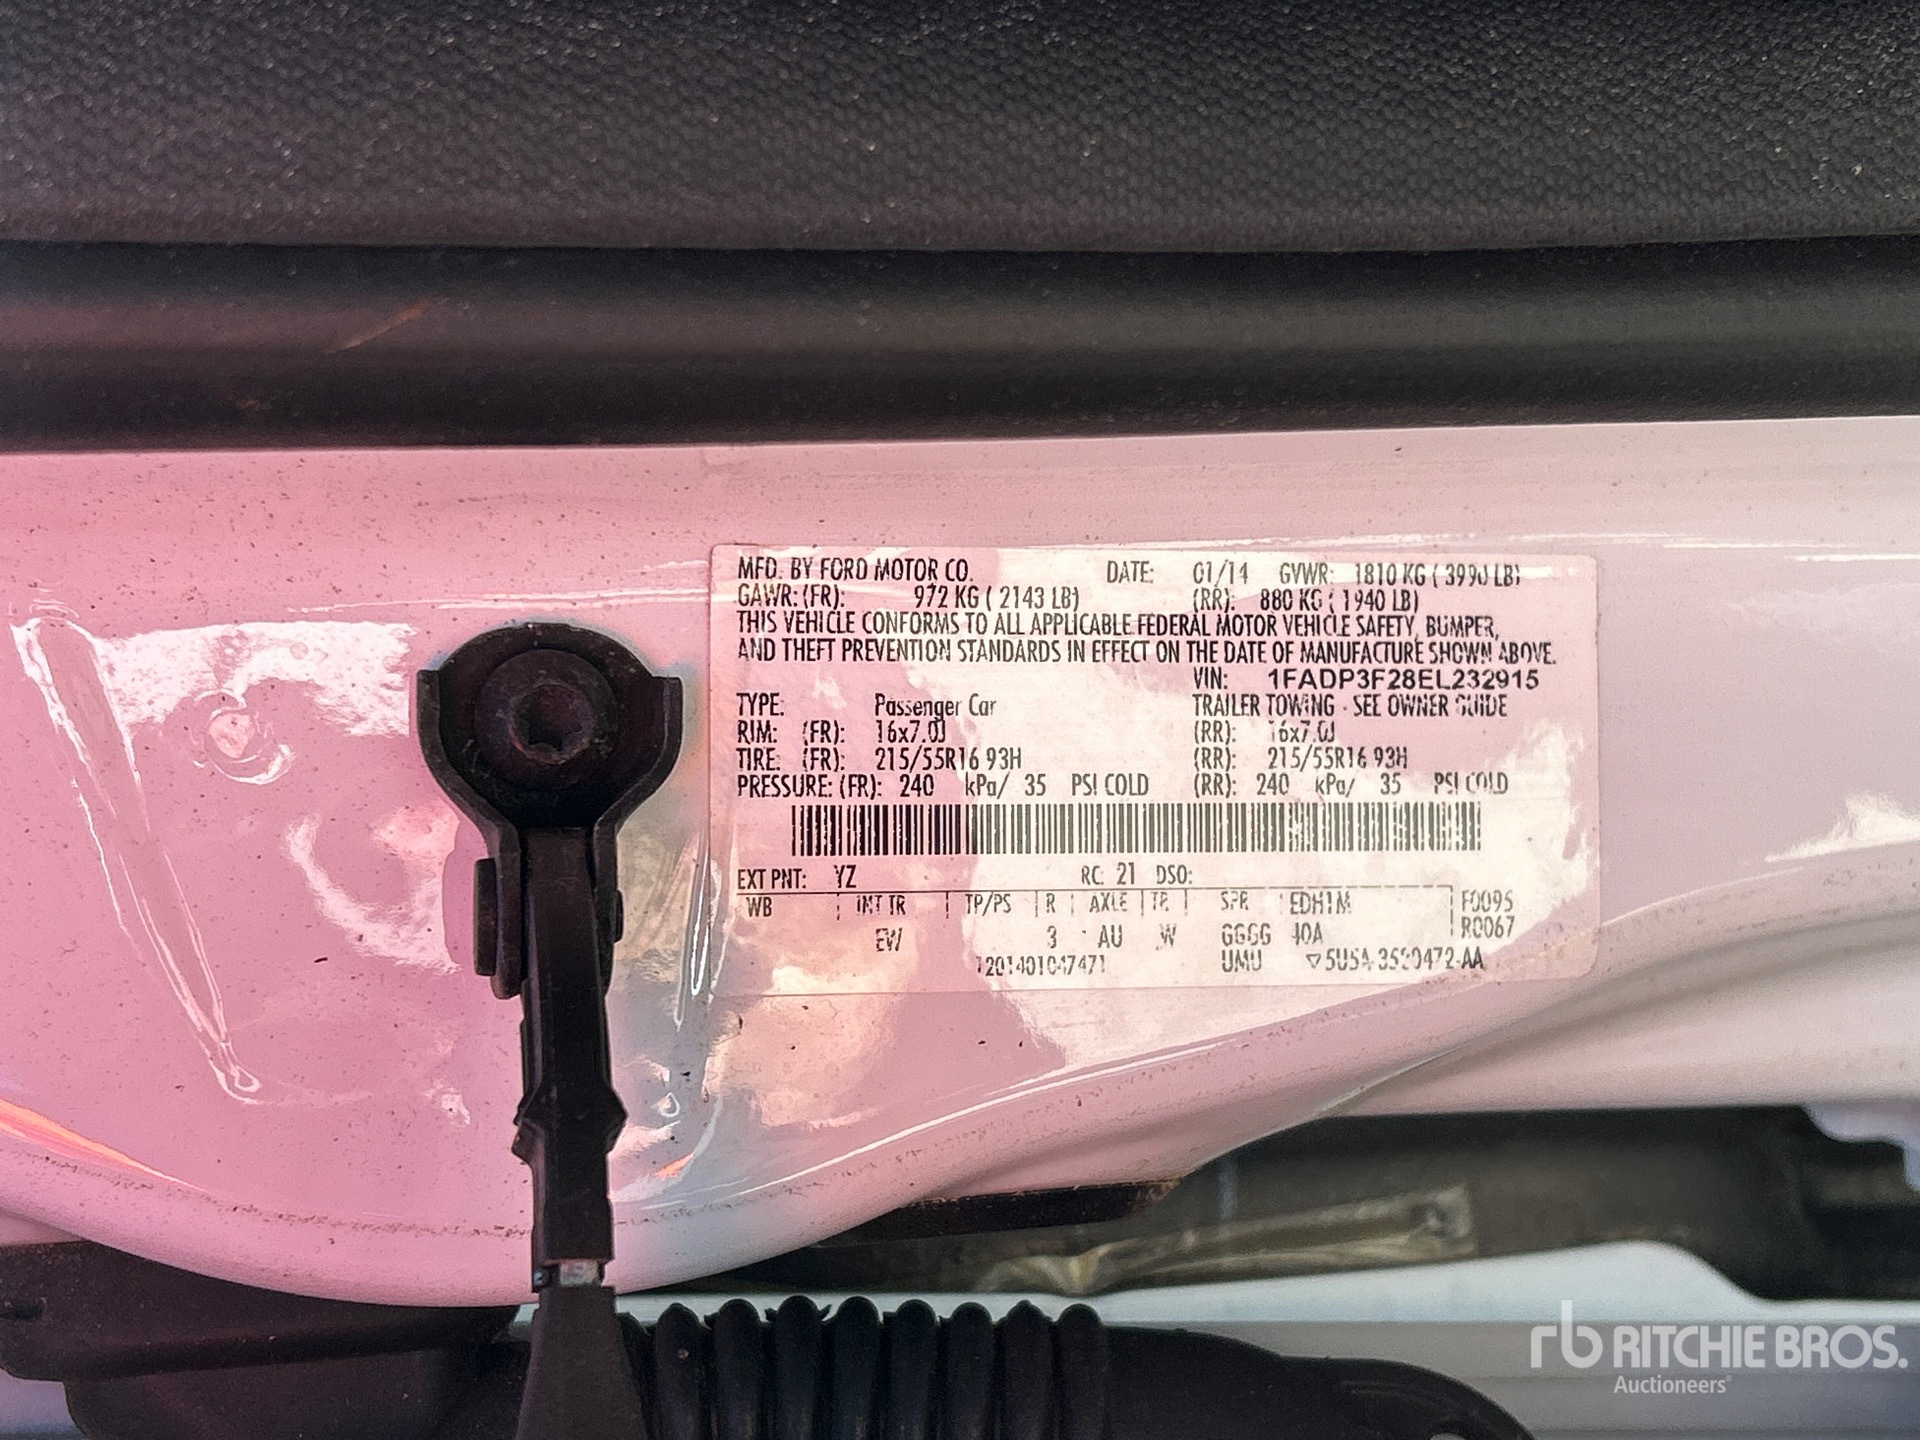 MFD. BY FORD MOTOR CO. DATE: 01/14 GVWR: 1810 KG ( 3990 LB)
GAWR: (FR): 972 KG ( 2143 LB) (RR): 880 KG ( 1940 LB)
THIS VEHICLE CONFORMS TO ALL APPLICABLE FEDERAL MOTOR VEHICLE SAFETY, BUMPER,
AND THEFT PREVENTION STANDARDS IN EFFECT ON THE DATE OF MANUFACTURE SHOWN ABOVE.
VIN: 1FADP3F28EL232915
TYPE: Passenger Car TRAILER TOWING - SEE OWNER GUIDE
RIM: (FR): 16x7.0J (RR): 16x7.0J
TIRE: (FR): 215/55R16 93H (RR): 215/55R16 93H
PRESSURE: (FR): 240 kPa/ 35 PSI COLD (RR): 240 kPa/ 35 PSI COLD
EXT PNT: YZ RC: 21 DSO:
WB INT TR TP/PS R AXLE TR SPR EDH1M F0095
EW 3 AU W GGGG 40A R0067
T201401047471 UMU
rb RITCHIE BROS.
Auctioneers